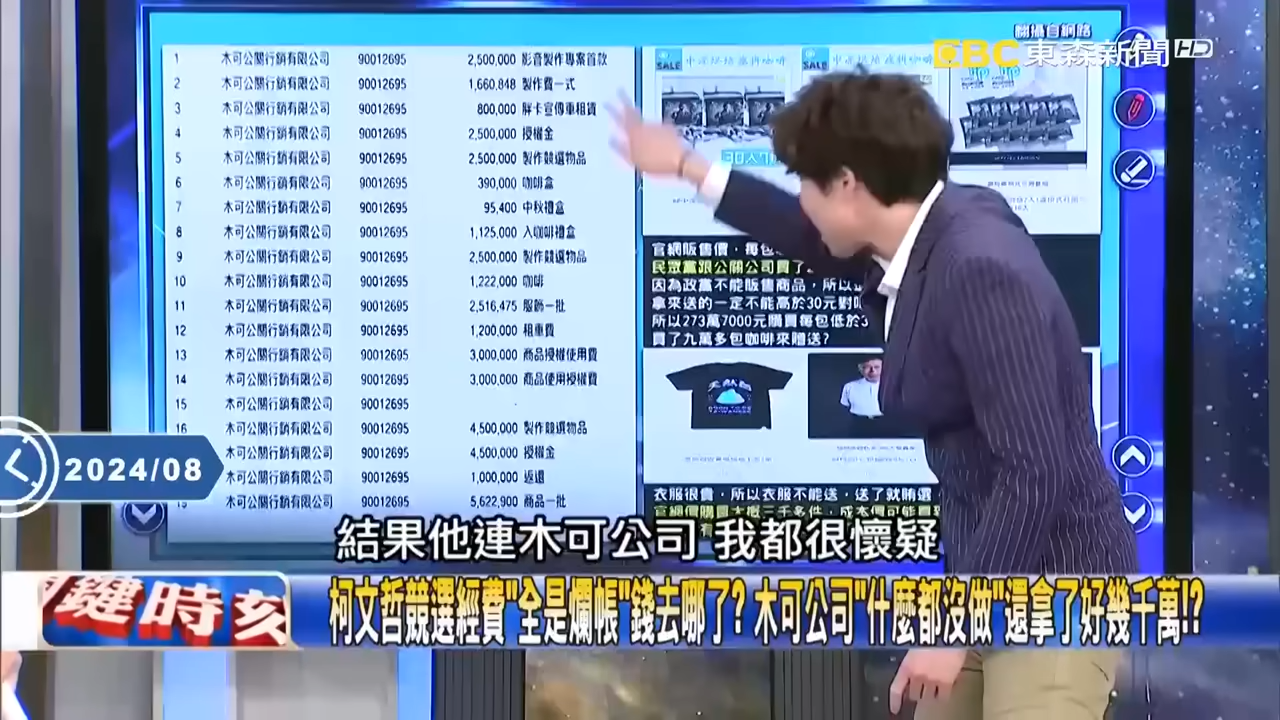 翻攝自網路
EBC 東森新聞 HD
1 木可公關行銷有限公司 90012695 2,500,000 影音製作專案首款
2 木可公關行銷有限公司 90012695 1,660,848 製作費一式
3 木可公關行銷有限公司 90012695 800,000 胖卡宣傳車租賃
4 木可公關行銷有限公司 90012695 2,500,000 授權金
5 木可公關行銷有限公司 90012695 2,500,000 製作競選物品
6 木可公關行銷有限公司 90012695 390,000 咖啡盒
7 木可公關行銷有限公司 90012695 95,400 中秋禮盒
8 木可公關行銷有限公司 90012695 1,125,000 入咖啡禮盒
9 木可公關行銷有限公司 90012695 2,500,000 製作競選物品
10 木可公關行銷有限公司 90012695 1,222,000 咖啡
11 木可公關行銷有限公司 90012695 2,516,475 服飾一批
12 木可公關行銷有限公司 90012695 1,200,000 租車費
13 木可公關行銷有限公司 90012695 3,000,000 商品授權使用費
14 木可公關行銷有限公司 90012695 3,000,000 商品使用授權費
15 木可公關行銷有限公司 90012695
16 木可公關行銷有限公司 90012695 4,500,000 製作競選物品
木可公關行銷有限公司 90012695 4,500,000 授權金
木可公關行銷有限公司 90012695 1,000,000 返還
木可公關行銷有限公司 90012695 5,622,900 商品一批
SALE
SALE
官網販售價，每包
民眾黨跟公關公司買了
因為政黨不能販售商品，所以
拿來送的一定不能高於30元對
所以273萬7000元購買每包低於3
買了九萬多包咖啡來贈送?
衣服很貴，所以衣服不能送，送了就賄選
2024/08
結果他連木可公司 我都很懷疑
鍵時刻
柯文哲競選經費"全是爛帳"錢去哪了? 木可公司"什麼都沒做"還拿了好幾千萬!?